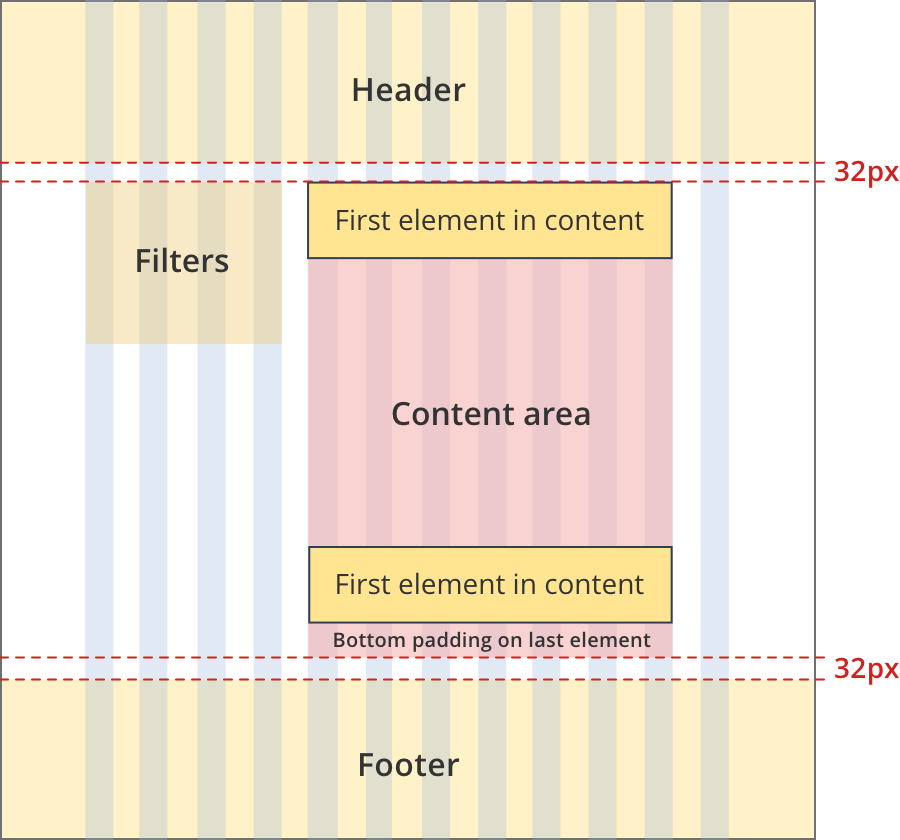 Header
32px
First element in content
Filters
Content area
First element in content
Bottom padding on last element
32px
Footer